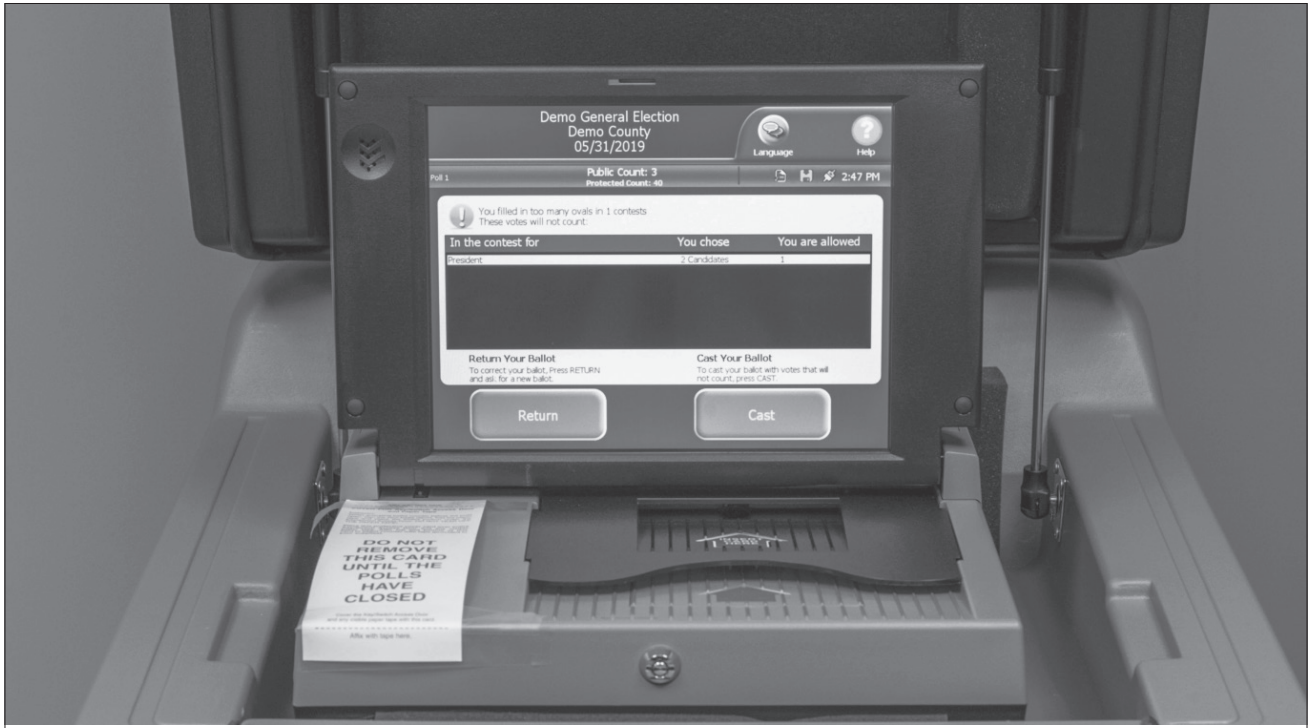 Demo General Election
Demo County
05/31/2019
Language
Help
Poll 1
Public Count: 3
Protected Count: 40
2:47 PM
You filled in too many ovals in 1 contests
These votes will not count:
In the contest for You chose You are allowed
President 2 Candidates 1
Return Your Ballot
To correct your ballot, Press RETURN
and ask for a new ballot.
Cast Your Ballot
To cast your ballot with votes that will
not count, press CAST.
Return
Cast
DO NOT
REMOVE
THIS CARD
UNTIL THE
POLLS
HAVE
CLOSED
Affix with tape here.